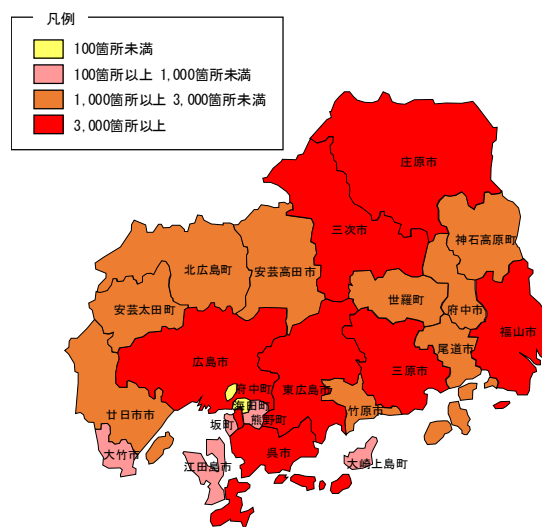 凡例
100箇所未満
100箇所以上 1,000箇所未満
1,000箇所以上 3,000箇所未満
3,000箇所以上
庄原市
三次市
神石高原町
北広島町
安芸高田市
安芸太田町
世羅町
府中市
福山市
尾道市
広島市
三原市
府中町
東広島市
海田町
竹原市
廿日市市
熊野町
坂町
呉市
大竹市
江田島市
大崎上島町